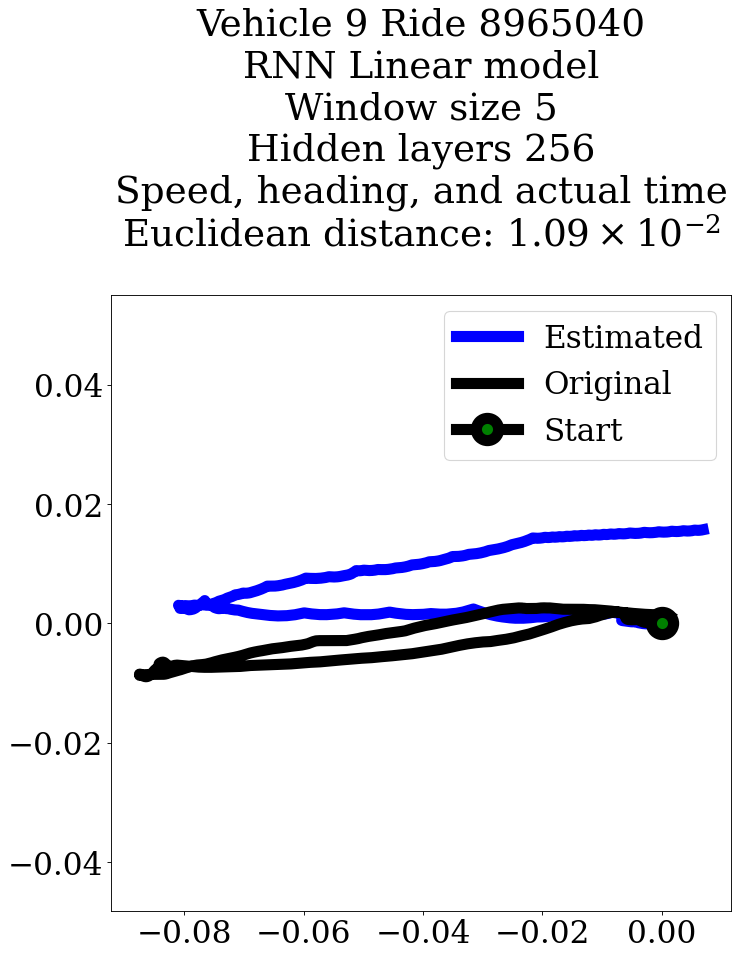 Vehicle 9 Ride 8965040
RNN Linear model
Window size 5
Hidden layers 256
Speed, heading, and actual time
Euclidean distance: 1.09 × 10⁻²
Estimated
Original
Start
0.04
0.02
0.00
−0.02
−0.04
−0.08 −0.06 −0.04 −0.02 0.00